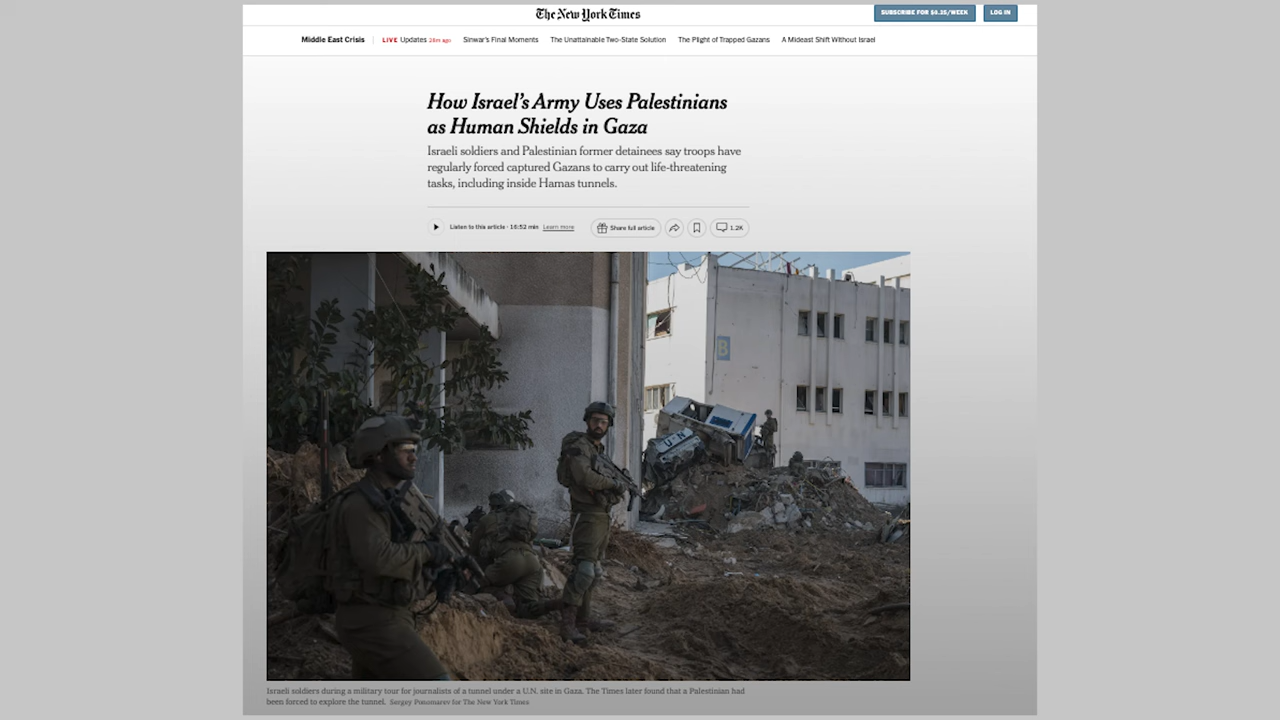 The New York Times
SUBSCRIBE FOR $0.25/WEEK
LOG IN
Middle East Crisis
LIVE Updates 28m ago
Sinwar's Final Moments
The Unattainable Two-State Solution
The Plight of Trapped Gazans
A Mideast Shift Without Israel
How Israel's Army Uses Palestinians
as Human Shields in Gaza
Israeli soldiers and Palestinian former detainees say troops have
regularly forced captured Gazans to carry out life-threatening
tasks, including inside Hamas tunnels.
Listen to this article · 16:52 min Learn more
Share full article
1.2K
B
UN
Israeli soldiers during a military tour for journalists of a tunnel under a U.N. site in Gaza. The Times later found that a Palestinian had
been forced to explore the tunnel. Sergey Ponomarev for The New York Times